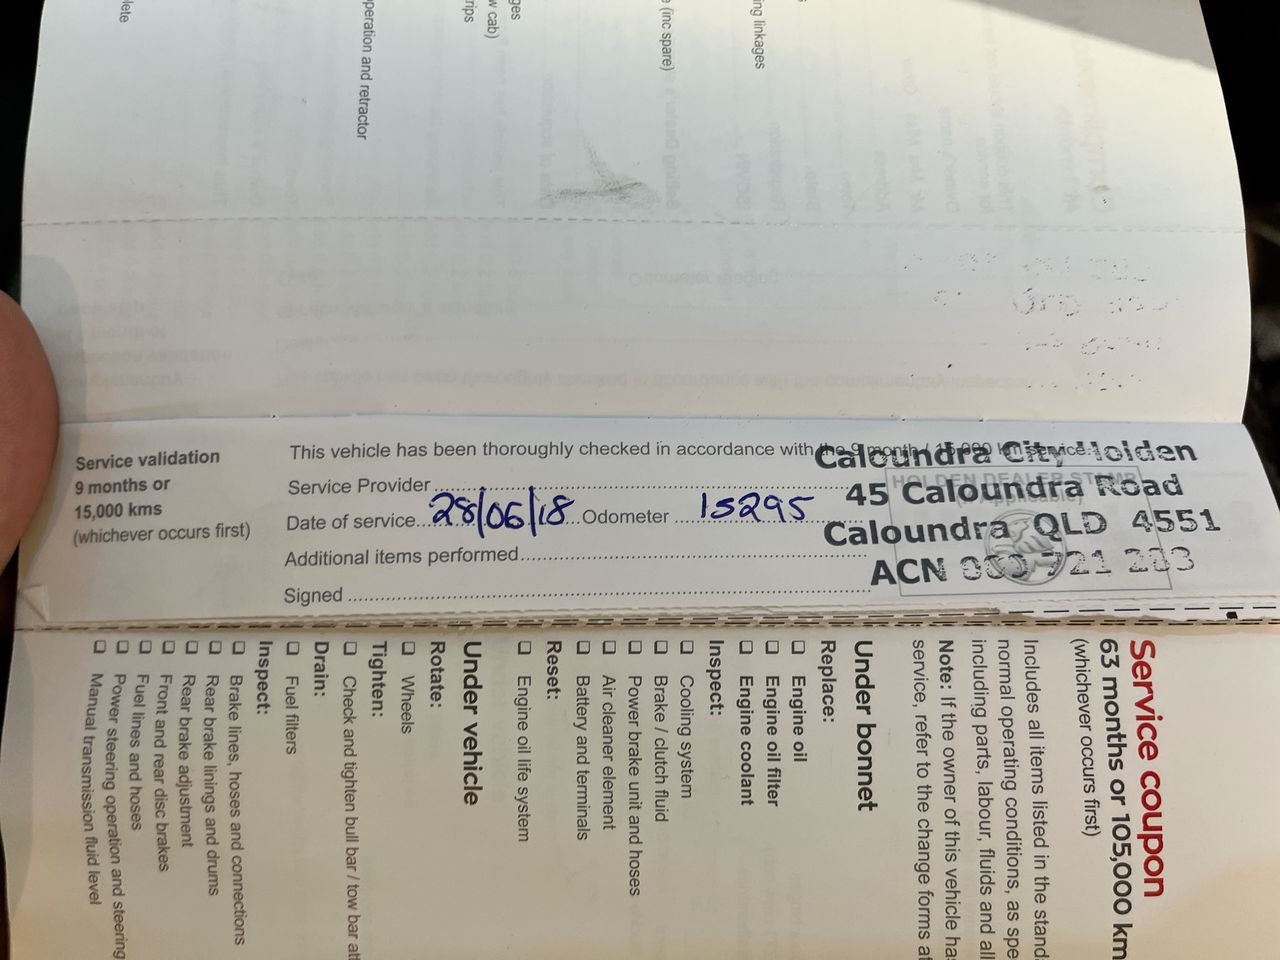 lete
peration and retractor
ges
w cab)
rips
e (inc spare)
ing linkages
Service validation
9 months or
15,000 kms
(whichever occurs first)
This vehicle has been thoroughly checked in accordance with the 9 month / 15,000 km service.
Service Provider
Date of service 28/06/18 Odometer 15295
Additional items performed
Signed
HOLDEN DEALER STAMP
Caloundra City Holden
45 Caloundra Road
Caloundra QLD 4551
ACN 721
Service coupon
63 months or 105,000 km
(whichever occurs first)
Includes all items listed in the stand
normal operating conditions, as spe
including parts, labour, fluids and all
Note: If the owner of this vehicle has
service, refer to the change forms at
Under bonnet
Replace:
☐ Engine oil
☐ Engine oil filter
☐ Engine coolant
Inspect:
☐ Cooling system
☐ Brake / clutch fluid
☐ Power brake unit and hoses
☐ Air cleaner element
☐ Battery and terminals
Reset:
☐ Engine oil life system
Under vehicle
Rotate:
☐ Wheels
Tighten:
☐ Check and tighten bull bar / tow bar att
Drain:
☐ Fuel filters
Inspect:
☐ Brake lines, hoses and connections
☐ Rear brake linings and drums
☐ Rear brake adjustment
☐ Front and rear disc brakes
☐ Fuel lines and hoses
☐ Power steering operation and steering
☐ Manual transmission fluid level